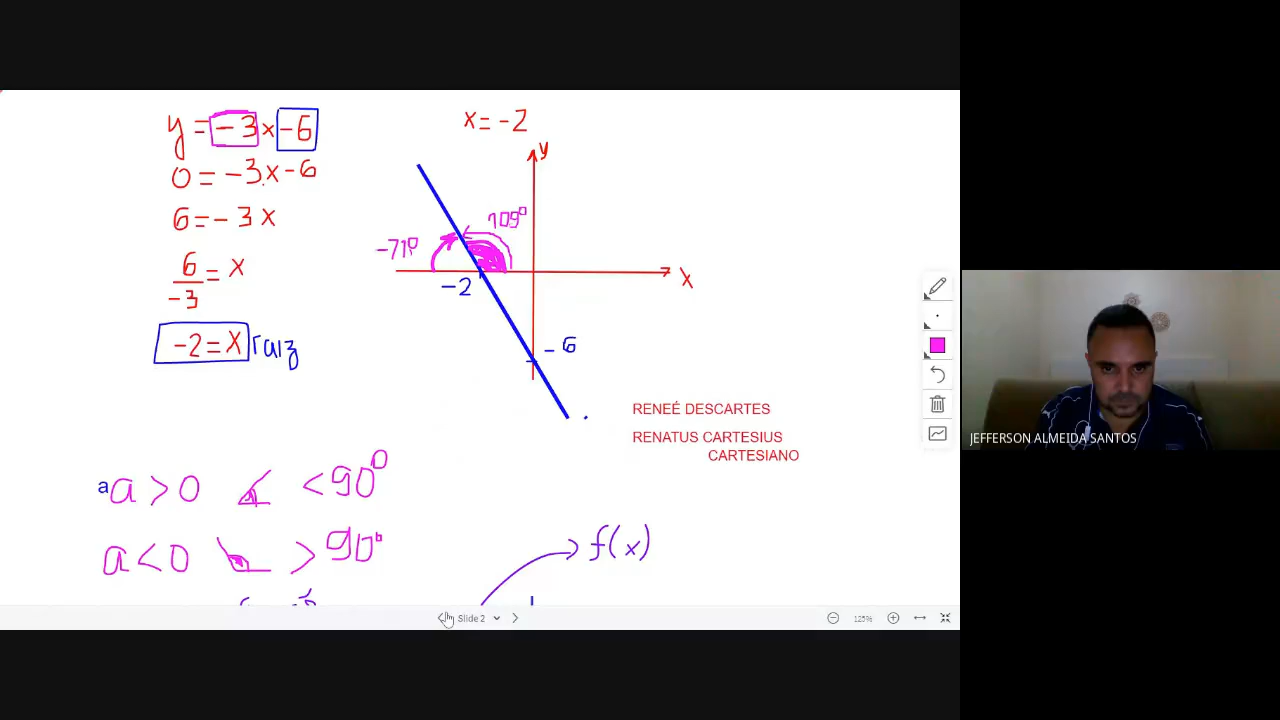 y = -3x -6
0 = -3x -6
6 = -3x
6/-3 = x
-2 = x raiz
x = -2
y
109°
-71°
-2
x
-6
RENEÉ DESCARTES
RENATUS CARTESIUS
CARTESIANO
a a > 0 < 90°
a < 0 > 90°
f(x)
Slide 2
125%
JEFFERSON ALMEIDA SANTOS